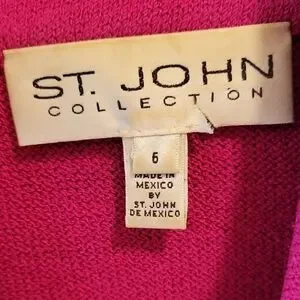 ST. JOHN
COLLECTION
6
MADE IN
MEXICO
BY
ST. JOHN
DE MEXICO